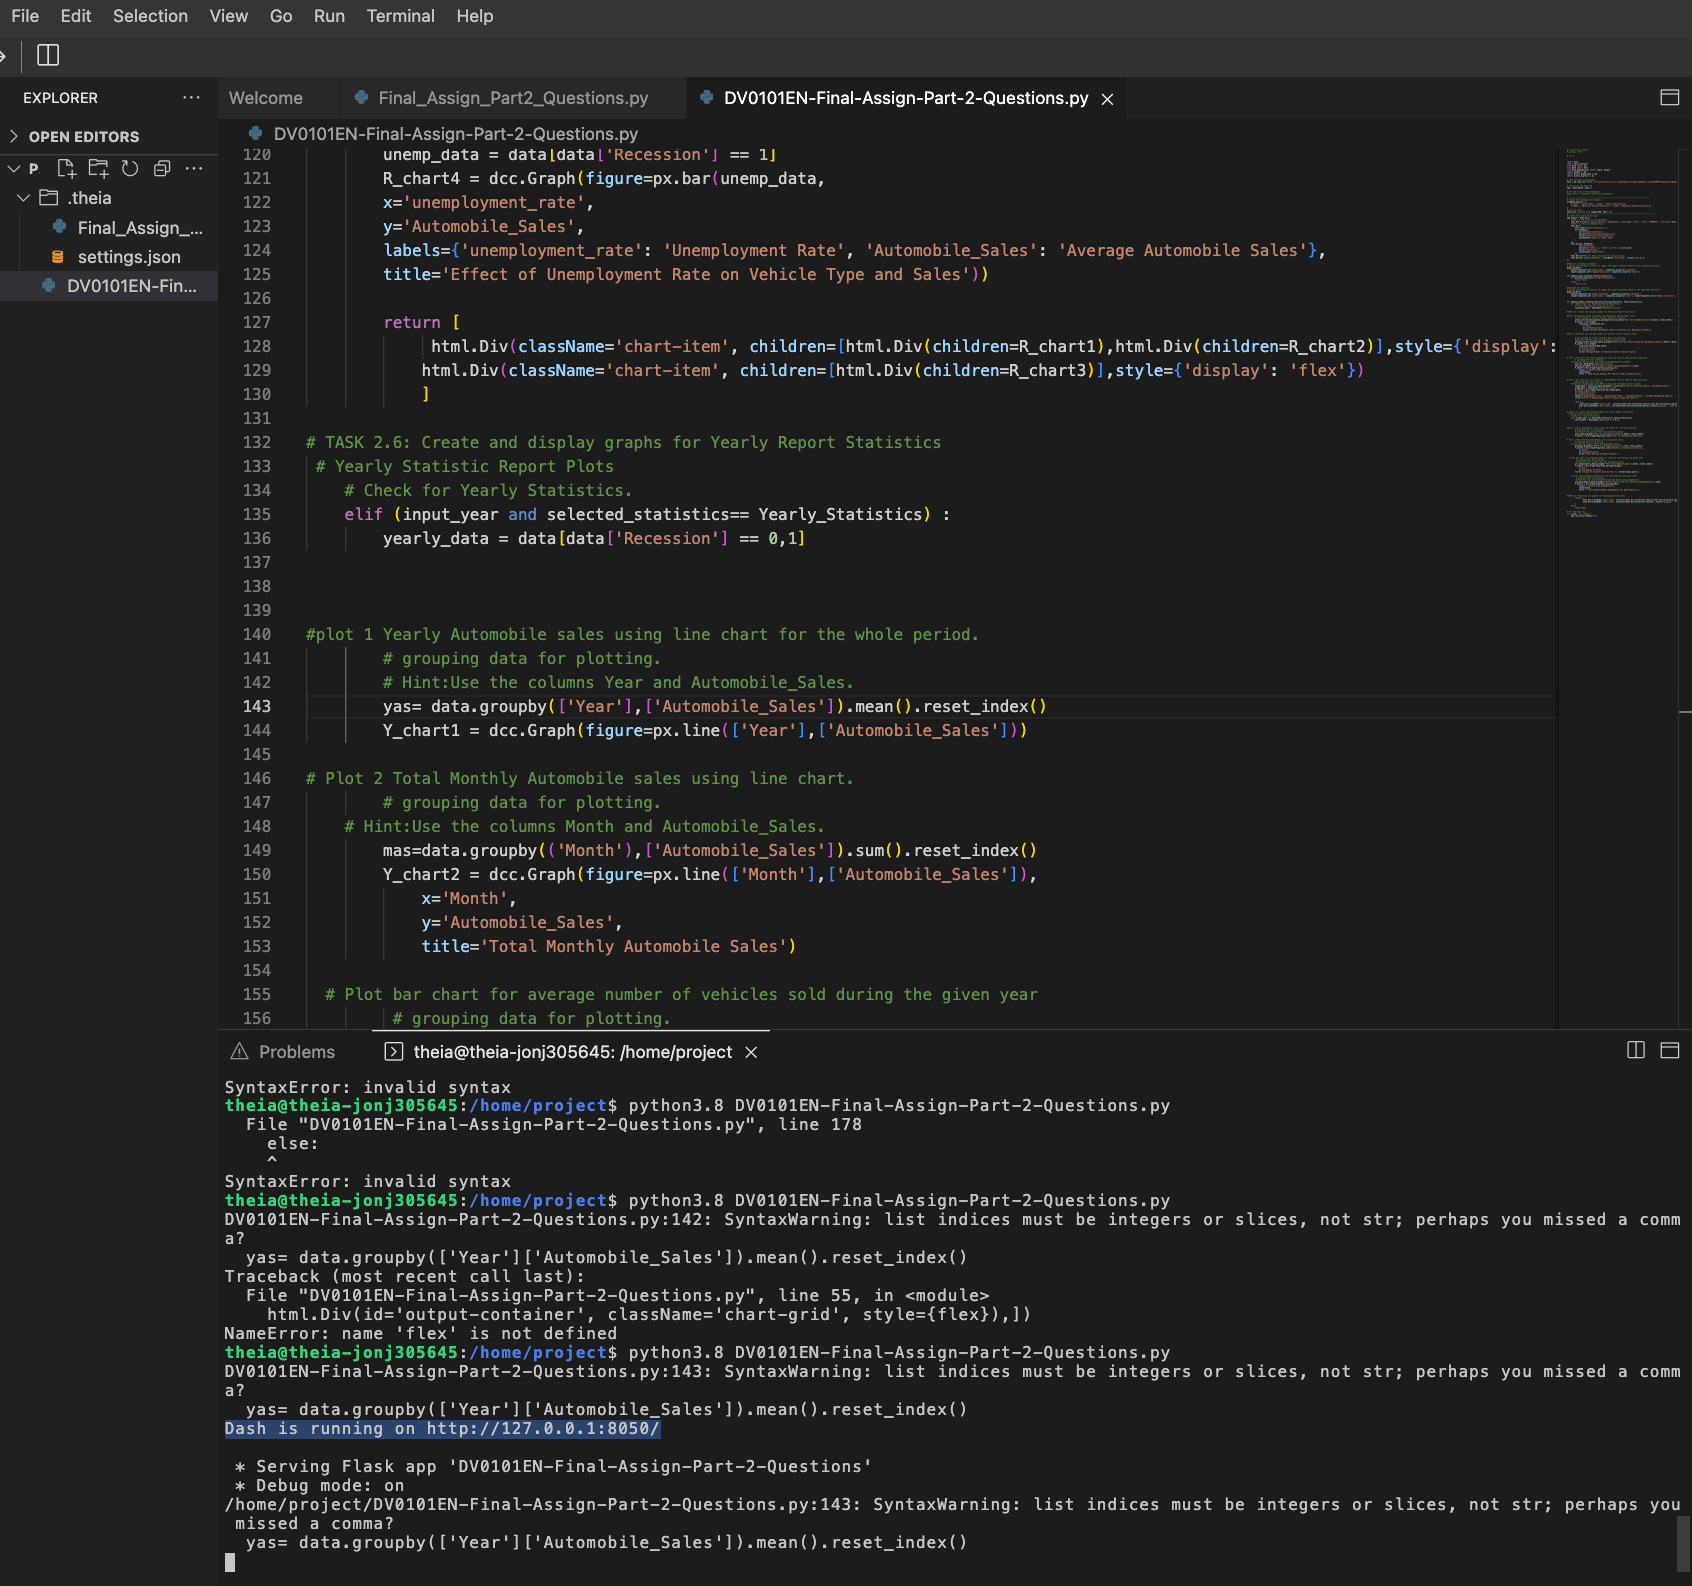 File Edit Selection View Go Run Terminal Help
EXPLORER
OPEN EDITORS
P
.theia
Final_Assign_...
settings.json
DV0101EN-Fin...
Welcome
Final_Assign_Part2_Questions.py
DV0101EN-Final-Assign-Part-2-Questions.py
DV0101EN-Final-Assign-Part-2-Questions.py
120 unemp_data = data[data['Recession'] == 1]
121 R_chart4 = dcc.Graph(figure=px.bar(unemp_data,
122 x='unemployment_rate',
123 y='Automobile_Sales',
124 labels={'unemployment_rate': 'Unemployment Rate', 'Automobile_Sales': 'Average Automobile Sales'},
125 title='Effect of Unemployment Rate on Vehicle Type and Sales'))
126
127 return [
128 html.Div(className='chart-item', children=[html.Div(children=R_chart1),html.Div(children=R_chart2)],style={'display':
129 html.Div(className='chart-item', children=[html.Div(children=R_chart3)],style={'display': 'flex'})
130 ]
131
132 # TASK 2.6: Create and display graphs for Yearly Report Statistics
133 # Yearly Statistic Report Plots
134 # Check for Yearly Statistics.
135 elif (input_year and selected_statistics== Yearly_Statistics) :
136 yearly_data = data[data['Recession'] == 0,1]
137
138
139
140 #plot 1 Yearly Automobile sales using line chart for the whole period.
141 # grouping data for plotting.
142 # Hint:Use the columns Year and Automobile_Sales.
143 yas= data.groupby(['Year'],['Automobile_Sales']).mean().reset_index()
144 Y_chart1 = dcc.Graph(figure=px.line(['Year'],['Automobile_Sales']))
145
146 # Plot 2 Total Monthly Automobile sales using line chart.
147 # grouping data for plotting.
148 # Hint:Use the columns Month and Automobile_Sales.
149 mas=data.groupby(('Month'),['Automobile_Sales']).sum().reset_index()
150 Y_chart2 = dcc.Graph(figure=px.line(['Month'],['Automobile_Sales']),
151 x='Month',
152 y='Automobile_Sales',
153 title='Total Monthly Automobile Sales')
154
155 # Plot bar chart for average number of vehicles sold during the given year
156 # grouping data for plotting.
Problems
theia@theia-jonj305645: /home/project
SyntaxError: invalid syntax
theia@theia-jonj305645:/home/project$ python3.8 DV0101EN-Final-Assign-Part-2-Questions.py
File "DV0101EN-Final-Assign-Part-2-Questions.py", line 178
else:
^
SyntaxError: invalid syntax
theia@theia-jonj305645:/home/project$ python3.8 DV0101EN-Final-Assign-Part-2-Questions.py
DV0101EN-Final-Assign-Part-2-Questions.py:142: SyntaxWarning: list indices must be integers or slices, not str; perhaps you missed a comm
a?
yas= data.groupby(['Year']['Automobile_Sales']).mean().reset_index()
Traceback (most recent call last):
File "DV0101EN-Final-Assign-Part-2-Questions.py", line 55, in <module>
html.Div(id='output-container', className='chart-grid', style={flex}),])
NameError: name 'flex' is not defined
theia@theia-jonj305645:/home/project$ python3.8 DV0101EN-Final-Assign-Part-2-Questions.py
DV0101EN-Final-Assign-Part-2-Questions.py:143: SyntaxWarning: list indices must be integers or slices, not str; perhaps you missed a comm
a?
yas= data.groupby(['Year']['Automobile_Sales']).mean().reset_index()
Dash is running on http://127.0.0.1:8050/
* Serving Flask app 'DV0101EN-Final-Assign-Part-2-Questions'
* Debug mode: on
/home/project/DV0101EN-Final-Assign-Part-2-Questions.py:143: SyntaxWarning: list indices must be integers or slices, not str; perhaps you
missed a comma?
yas= data.groupby(['Year']['Automobile_Sales']).mean().reset_index()